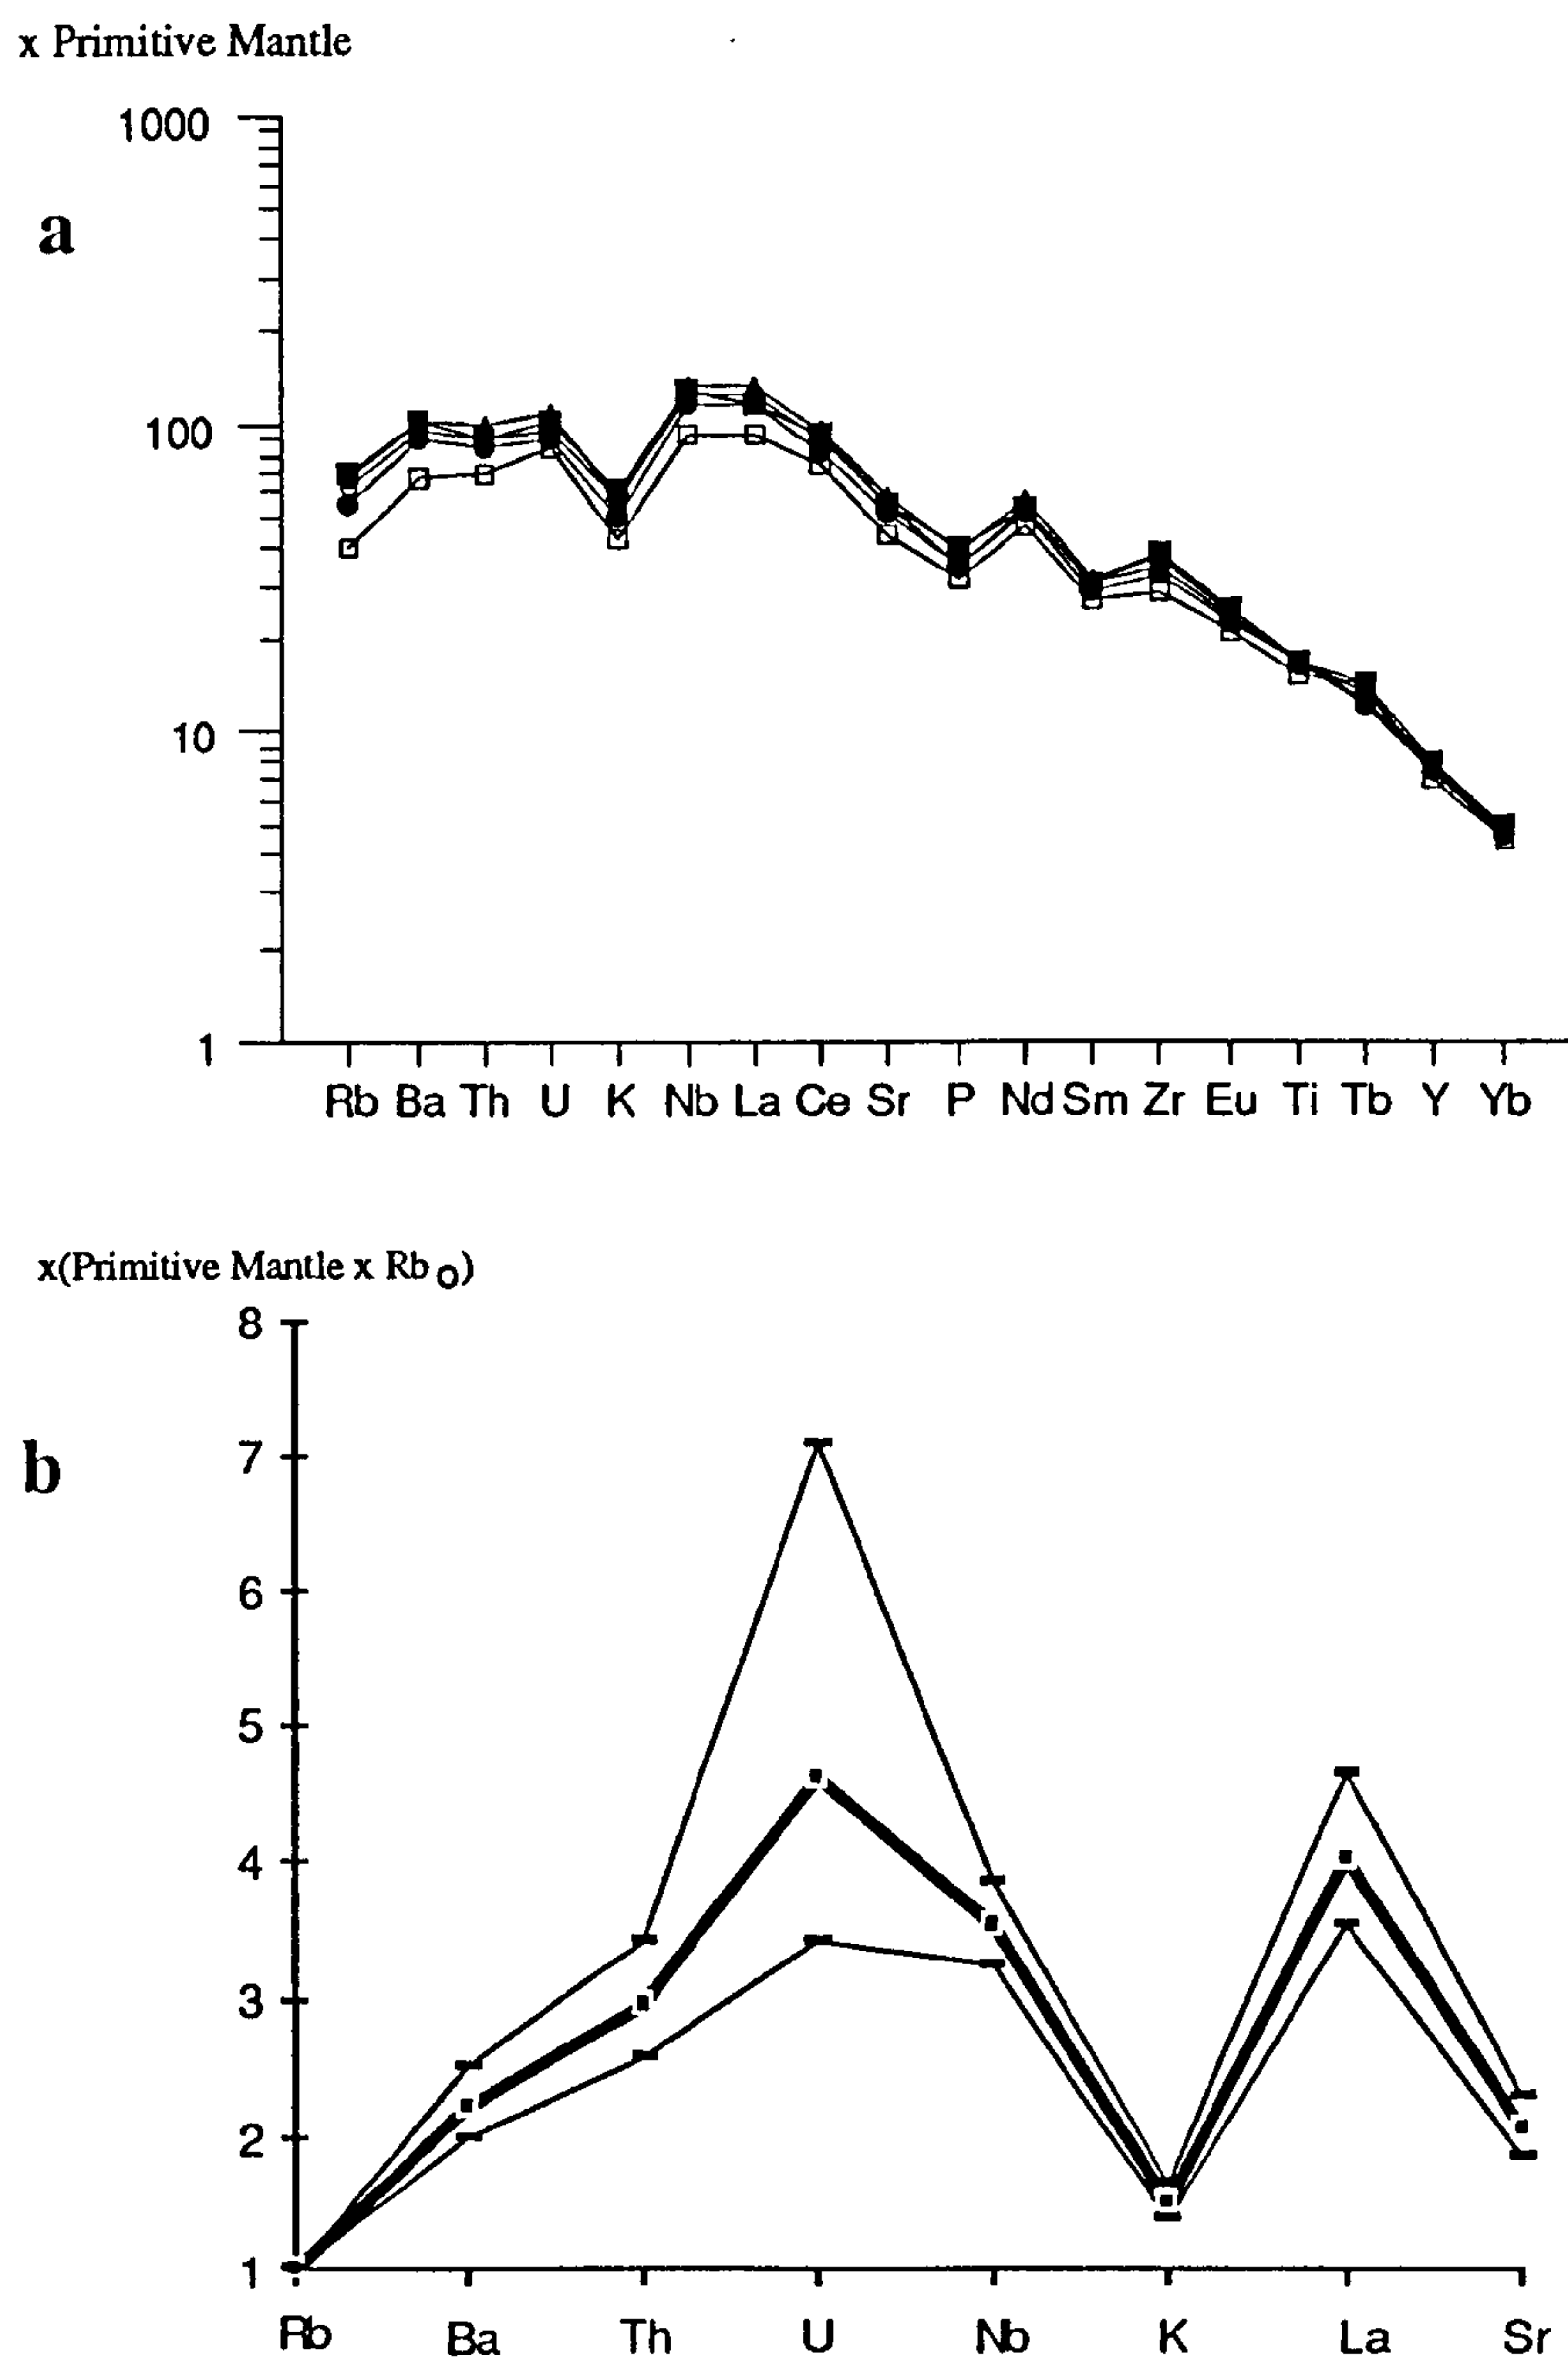 x Primitive Mantle
1000
a
100
10
1
Rb Ba Th U K Nb La Ce Sr P Nd Sm Zr Eu Ti Tb Y Yb
x(Primitive Mantle x Rb o)
8
b
7
6
5
4
3
2
1
Rb Ba Th U Nb K La Sr